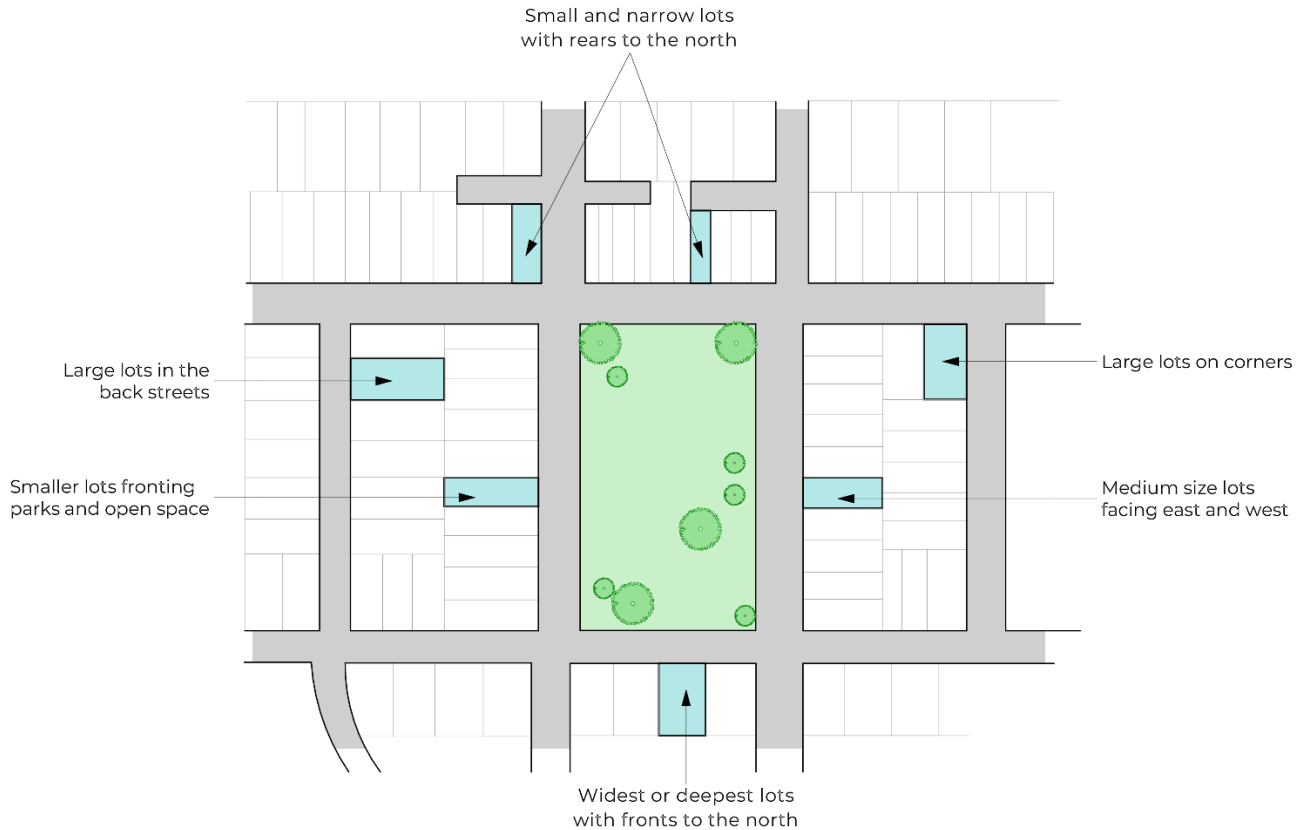 Small and narrow lots
with rears to the north
Large lots in the
back streets
Large lots on corners
Smaller lots fronting
parks and open space
Medium size lots
facing east and west
Widest or deepest lots
with fronts to the north